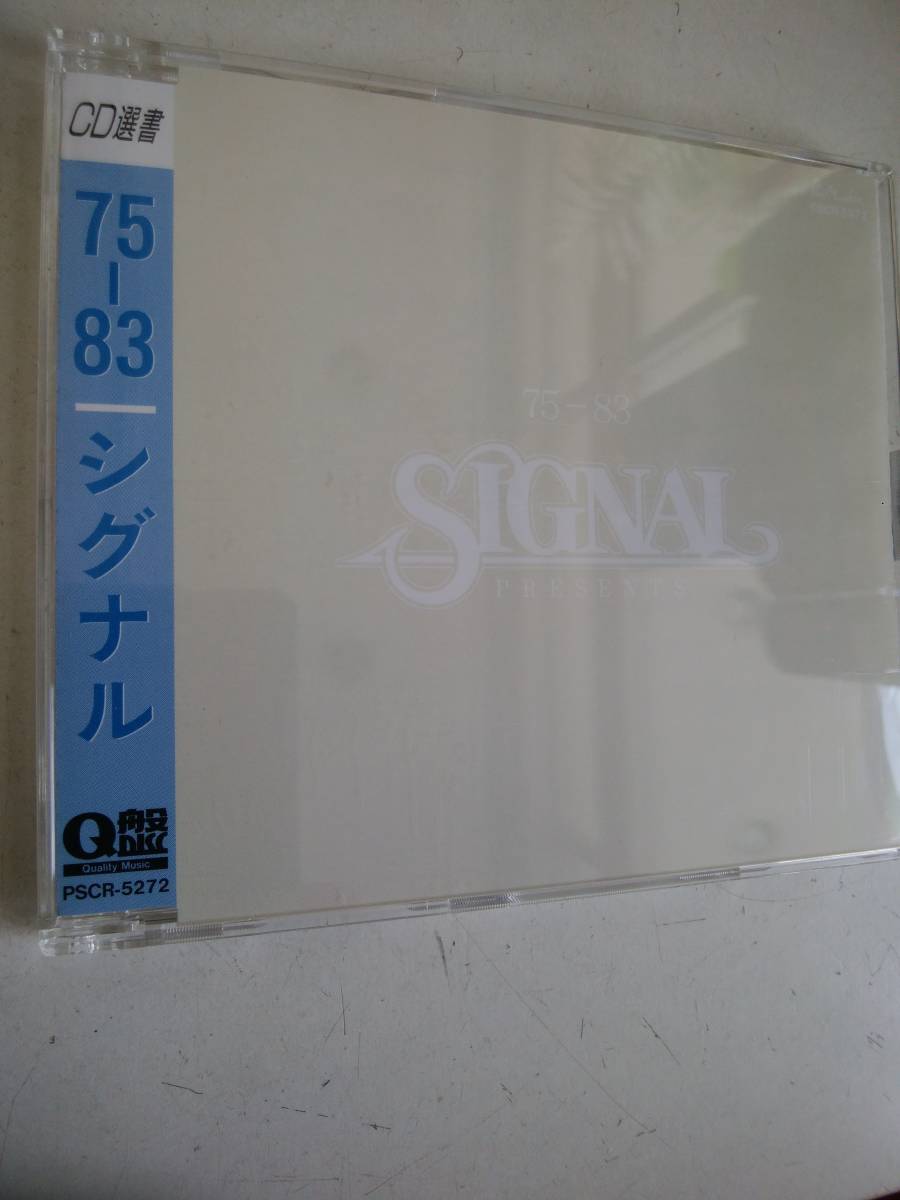 CD選書
75-83
シグナル
Q盤
DISC
Quality Music
PSCR-5272
75-83
SIGNAL
PRESENTS